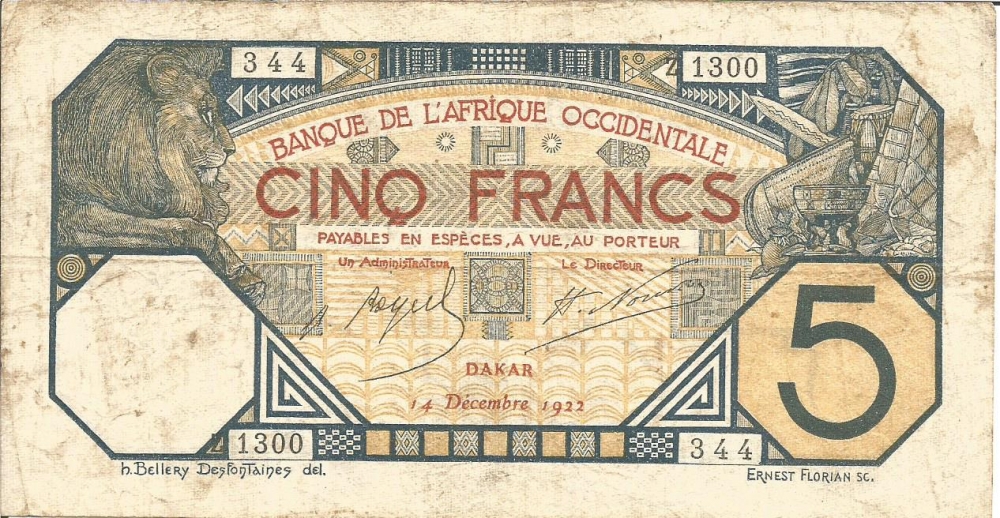 344
Z 1300
BANQUE DE L'AFRIQUE OCCIDENTALE
CINQ FRANCS
PAYABLES EN ESPÈCES, A VUE, AU PORTEUR
Un Administrateur
Le Directeur
DAKAR
14 Décembre 1922
5
Z 1300
344
h. Bellery Desfontaines del.
ERNEST FLORIAN SC.